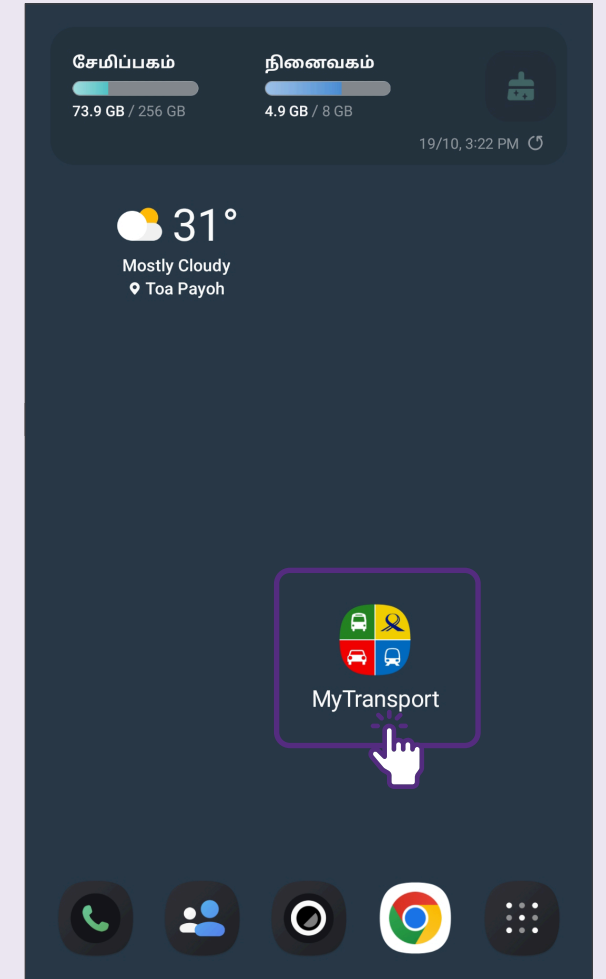 சேமிப்பகம் நினைவகம்
73.9 GB / 256 GB 4.9 GB / 8 GB
19/10, 3:22 PM
31°
Mostly Cloudy
Toa Payoh
MyTransport